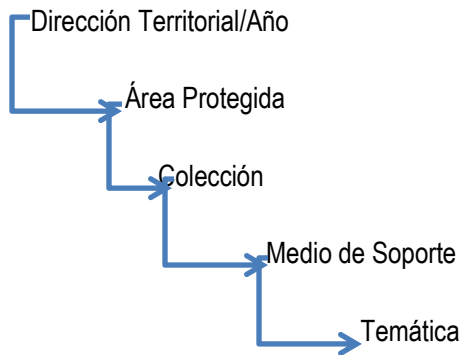 Dirección Territorial/Año
Área Protegida
Colección
Medio de Soporte
Temática